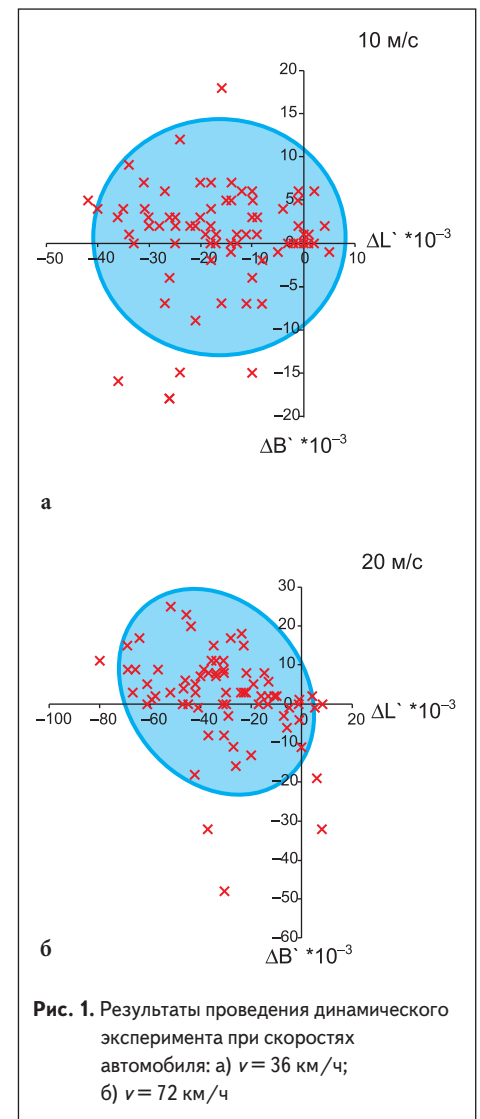 10 м/с
20
15
10
5
ΔL` *10⁻³
−50
−40
−30
−20
−10
0
10
−5
−10
−15
−20
ΔB` *10⁻³
а
20 м/с
30
20
10
0
ΔL` *10⁻³
−100
−80
−60
−40
−20
20
−10
−20
−30
−40
−50
−60
ΔB` *10⁻³
б
Рис. 1. Результаты проведения динамического
эксперимента при скоростях
автомобиля: а) v = 36 км/ч;
б) v = 72 км/ч